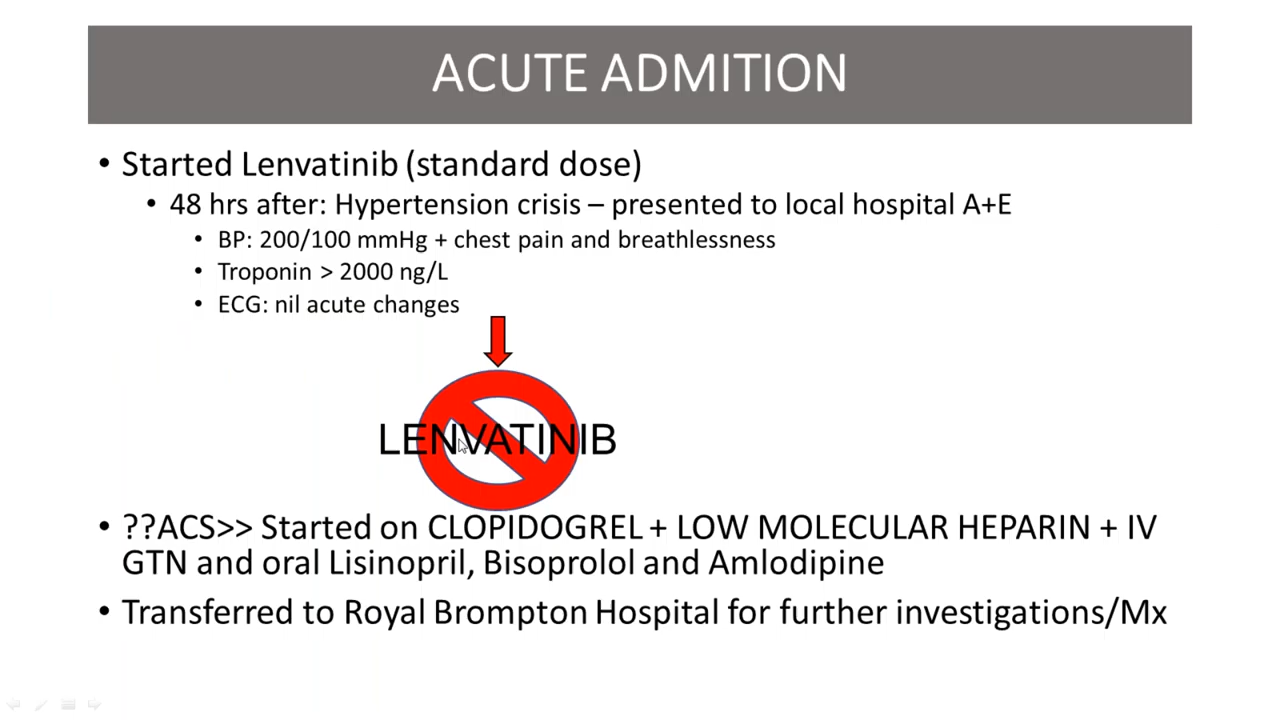 ACUTE ADMITION
• Started Lenvatinib (standard dose)
• 48 hrs after: Hypertension crisis – presented to local hospital A+E
• BP: 200/100 mmHg + chest pain and breathlessness
• Troponin > 2000 ng/L
• ECG: nil acute changes
LENVATINIB
• ??ACS>> Started on CLOPIDOGREL + LOW MOLECULAR HEPARIN + IV
GTN and oral Lisinopril, Bisoprolol and Amlodipine
• Transferred to Royal Brompton Hospital for further investigations/Mx